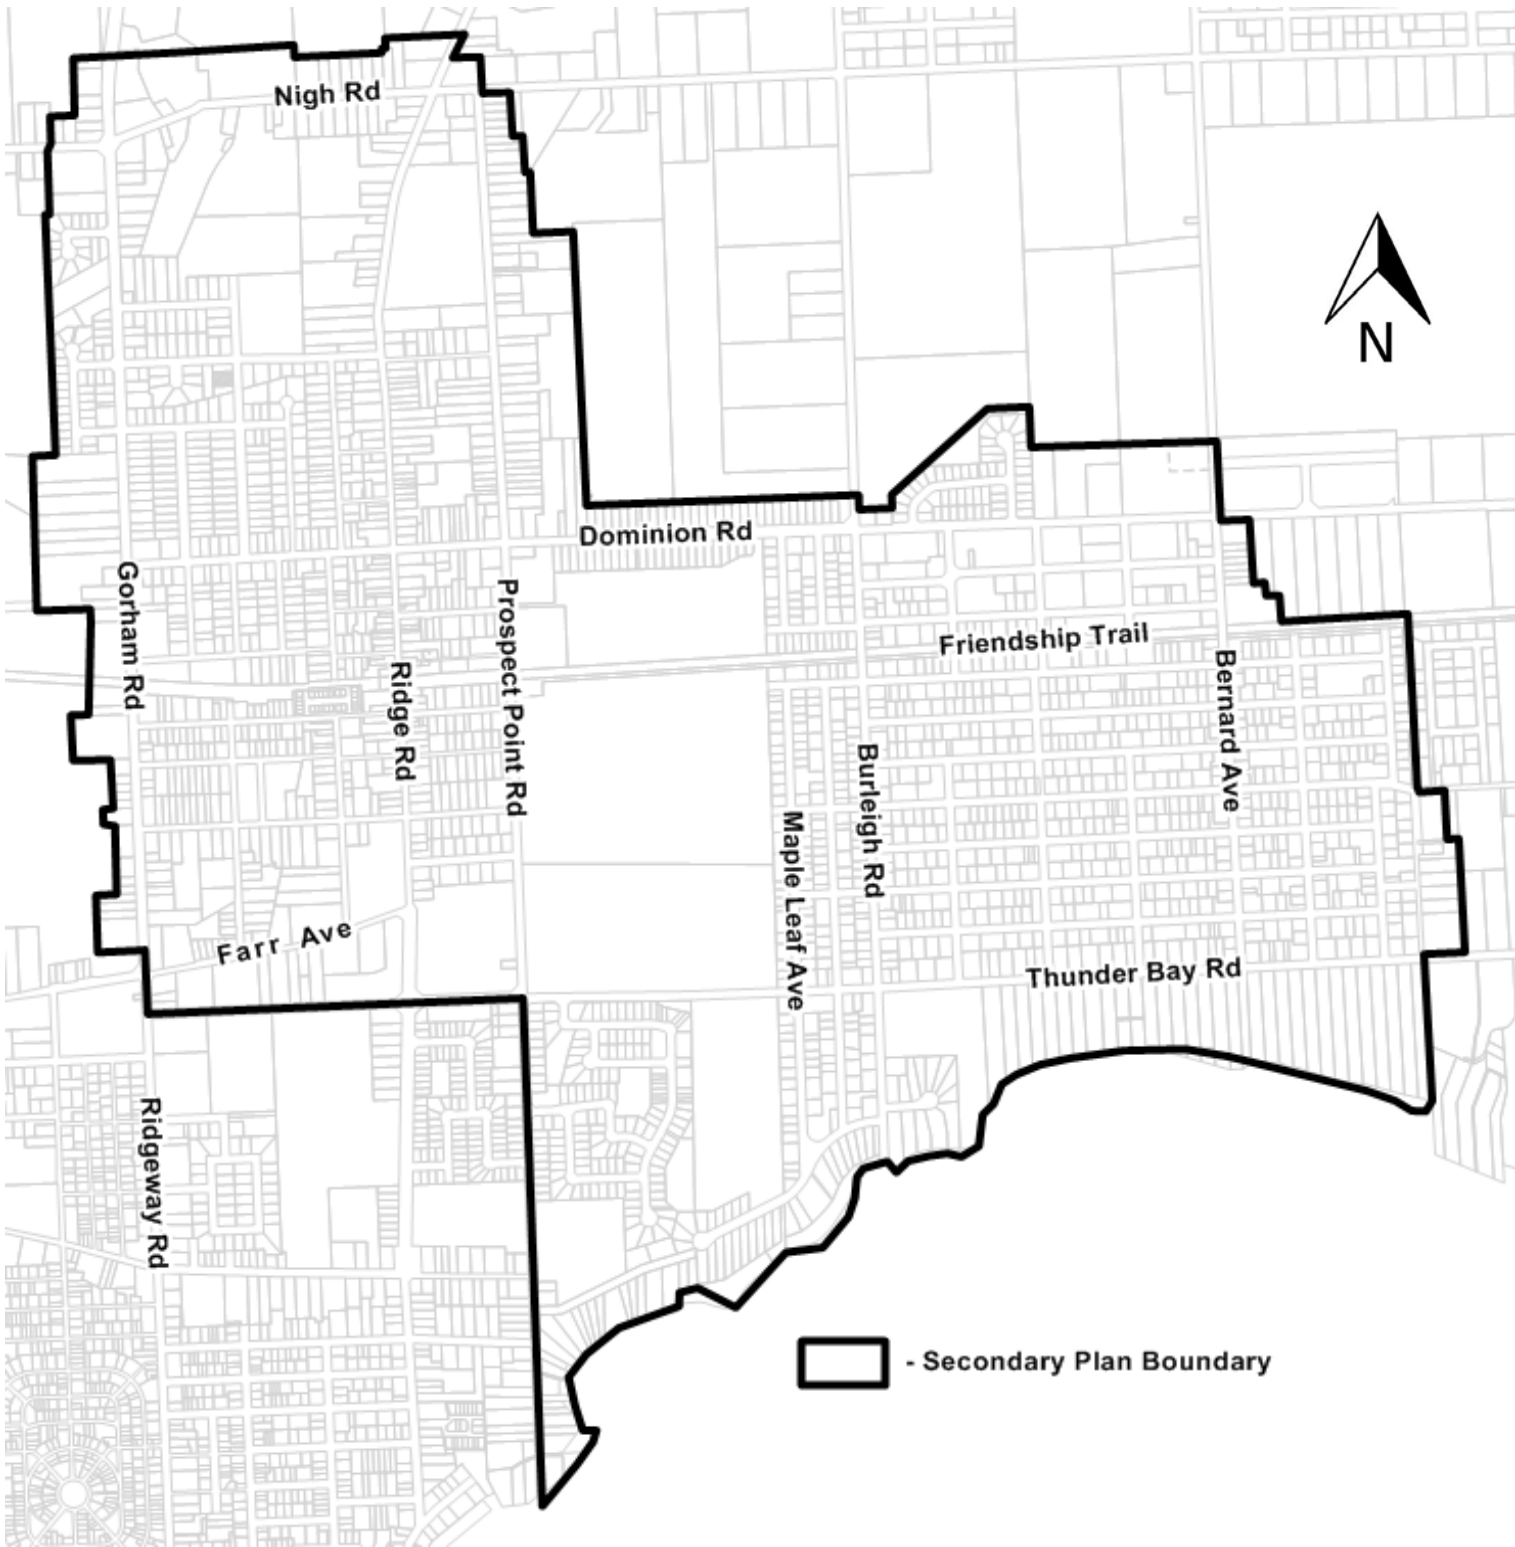 Nigh Rd
N
Dominion Rd
Gorham Rd
Prospect Point Rd
Friendship Trail
Ridge Rd
Bernard Ave
Burleigh Rd
Maple Leaf Ave
Farr Ave
Thunder Bay Rd
Ridgeway Rd
- Secondary Plan Boundary